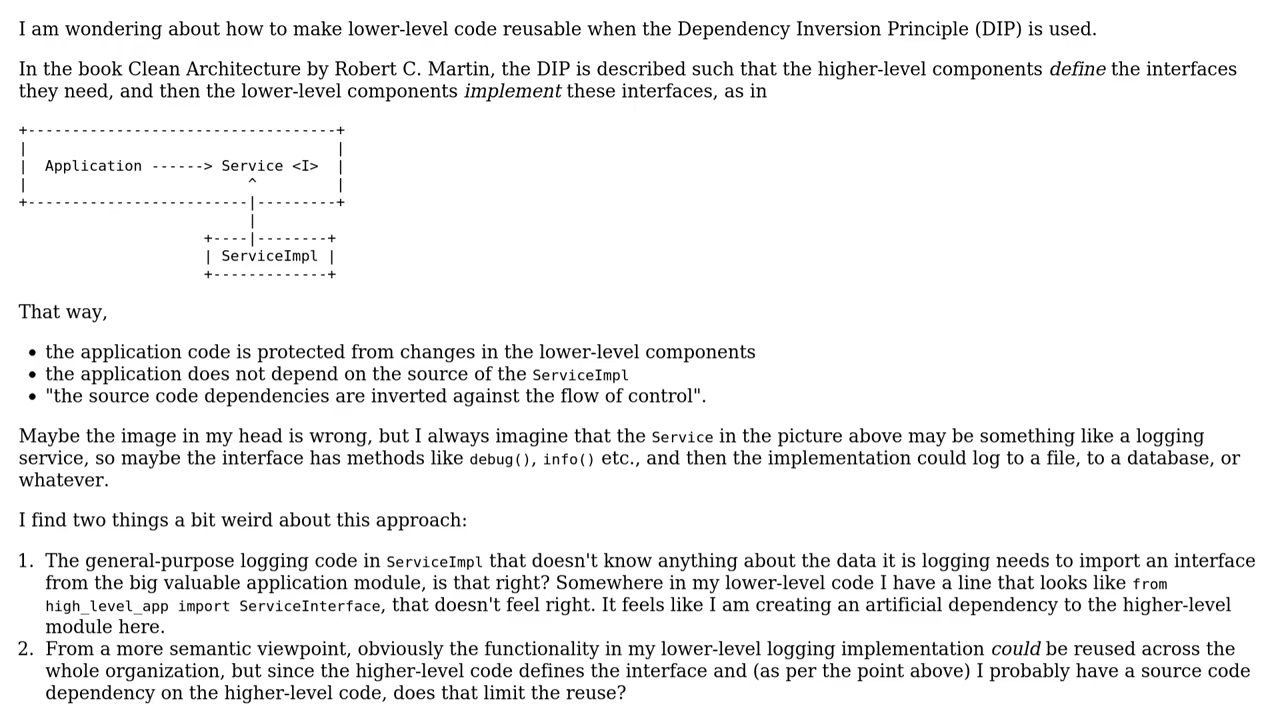 I am wondering about how to make lower-level code reusable when the Dependency Inversion Principle (DIP) is used.
In the book Clean Architecture by Robert C. Martin, the DIP is described such that the higher-level components define the interfaces
they need, and then the lower-level components implement these interfaces, as in
+-----------------------------------+
|                                   |
|  Application ------> Service <I>  |
|                         ^         |
+-------------------------|---------+
                          |
                     +----|--------+
                     | ServiceImpl |
                     +-------------+
That way,
• the application code is protected from changes in the lower-level components
• the application does not depend on the source of the ServiceImpl
• "the source code dependencies are inverted against the flow of control".
Maybe the image in my head is wrong, but I always imagine that the Service in the picture above may be something like a logging
service, so maybe the interface has methods like debug(), info() etc., and then the implementation could log to a file, to a database, or
whatever.
I find two things a bit weird about this approach:
1. The general-purpose logging code in ServiceImpl that doesn't know anything about the data it is logging needs to import an interface
from the big valuable application module, is that right? Somewhere in my lower-level code I have a line that looks like from
high_level_app import ServiceInterface, that doesn't feel right. It feels like I am creating an artificial dependency to the higher-level
module here.
2. From a more semantic viewpoint, obviously the functionality in my lower-level logging implementation could be reused across the
whole organization, but since the higher-level code defines the interface and (as per the point above) I probably have a source code
dependency on the higher-level code, does that limit the reuse?